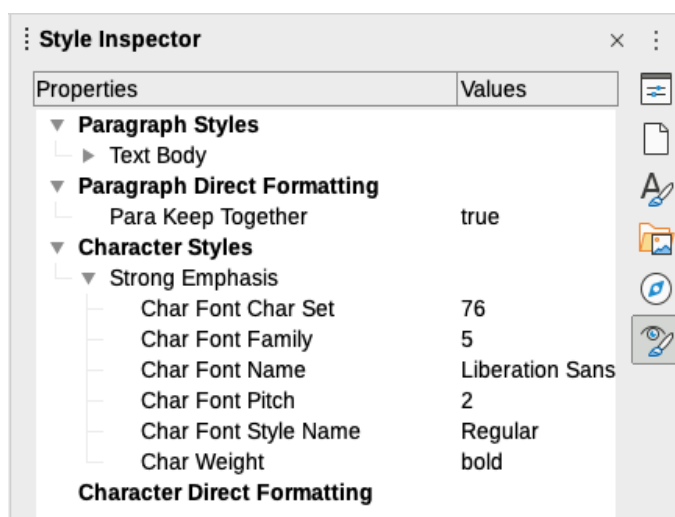 Style Inspector
Properties Values
Paragraph Styles
Text Body
Paragraph Direct Formatting
Para Keep Together true
Character Styles
Strong Emphasis
Char Font Char Set 76
Char Font Family 5
Char Font Name Liberation Sans
Char Font Pitch 2
Char Font Style Name Regular
Char Weight bold
Character Direct Formatting